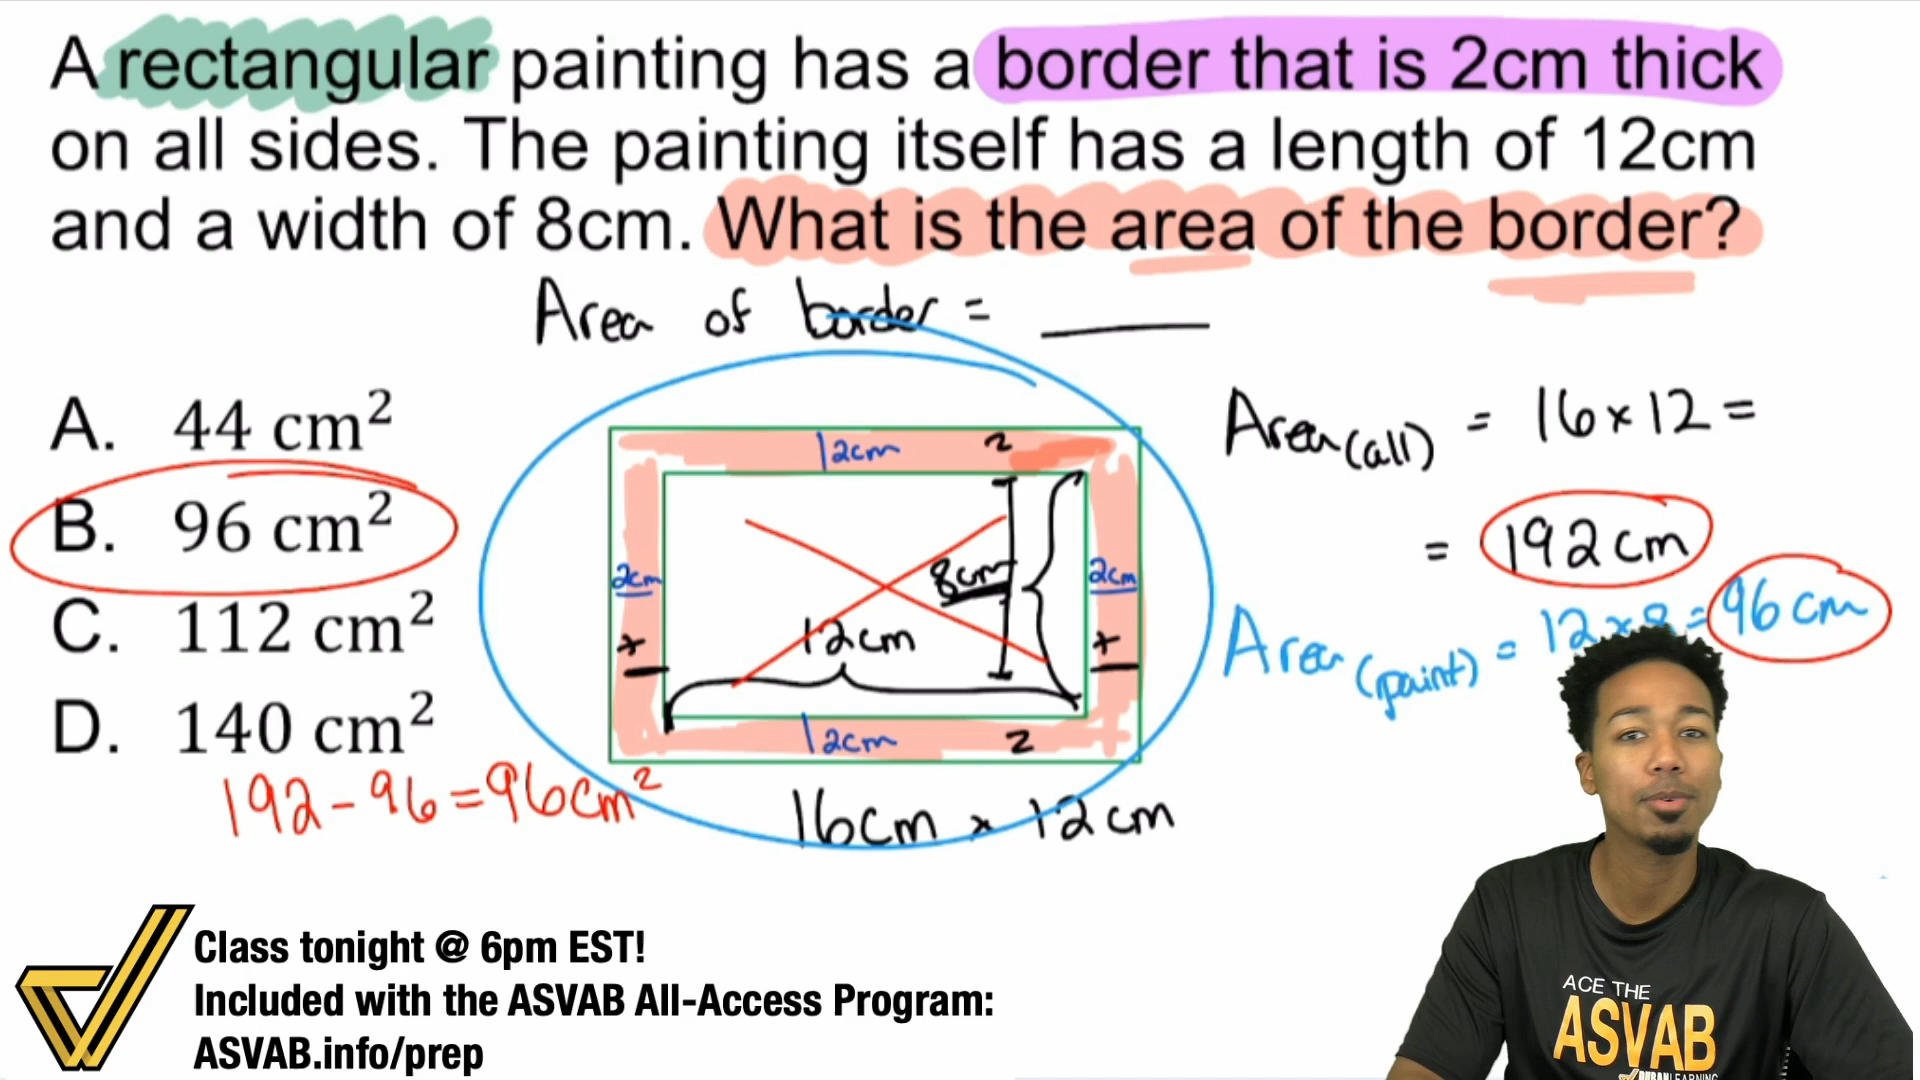 A rectangular painting has a border that is 2cm thick
on all sides. The painting itself has a length of 12cm
and a width of 8cm. What is the area of the border?
Area of border =
A. 44 cm²
B. 96 cm²
C. 112 cm²
D. 140 cm²
192 - 96 = 96cm²
12cm 2
2cm
+
8cm
12cm
2cm
+
12cm 2
16cm x 12cm
Area (all) = 16 x 12 =
= 192 cm
Area (paint) = 12 x 8 = 96 cm
Class tonight @ 6pm EST!
Included with the ASVAB All-Access Program:
ASVAB.info/prep
ACE THE
ASVAB
LEARNING